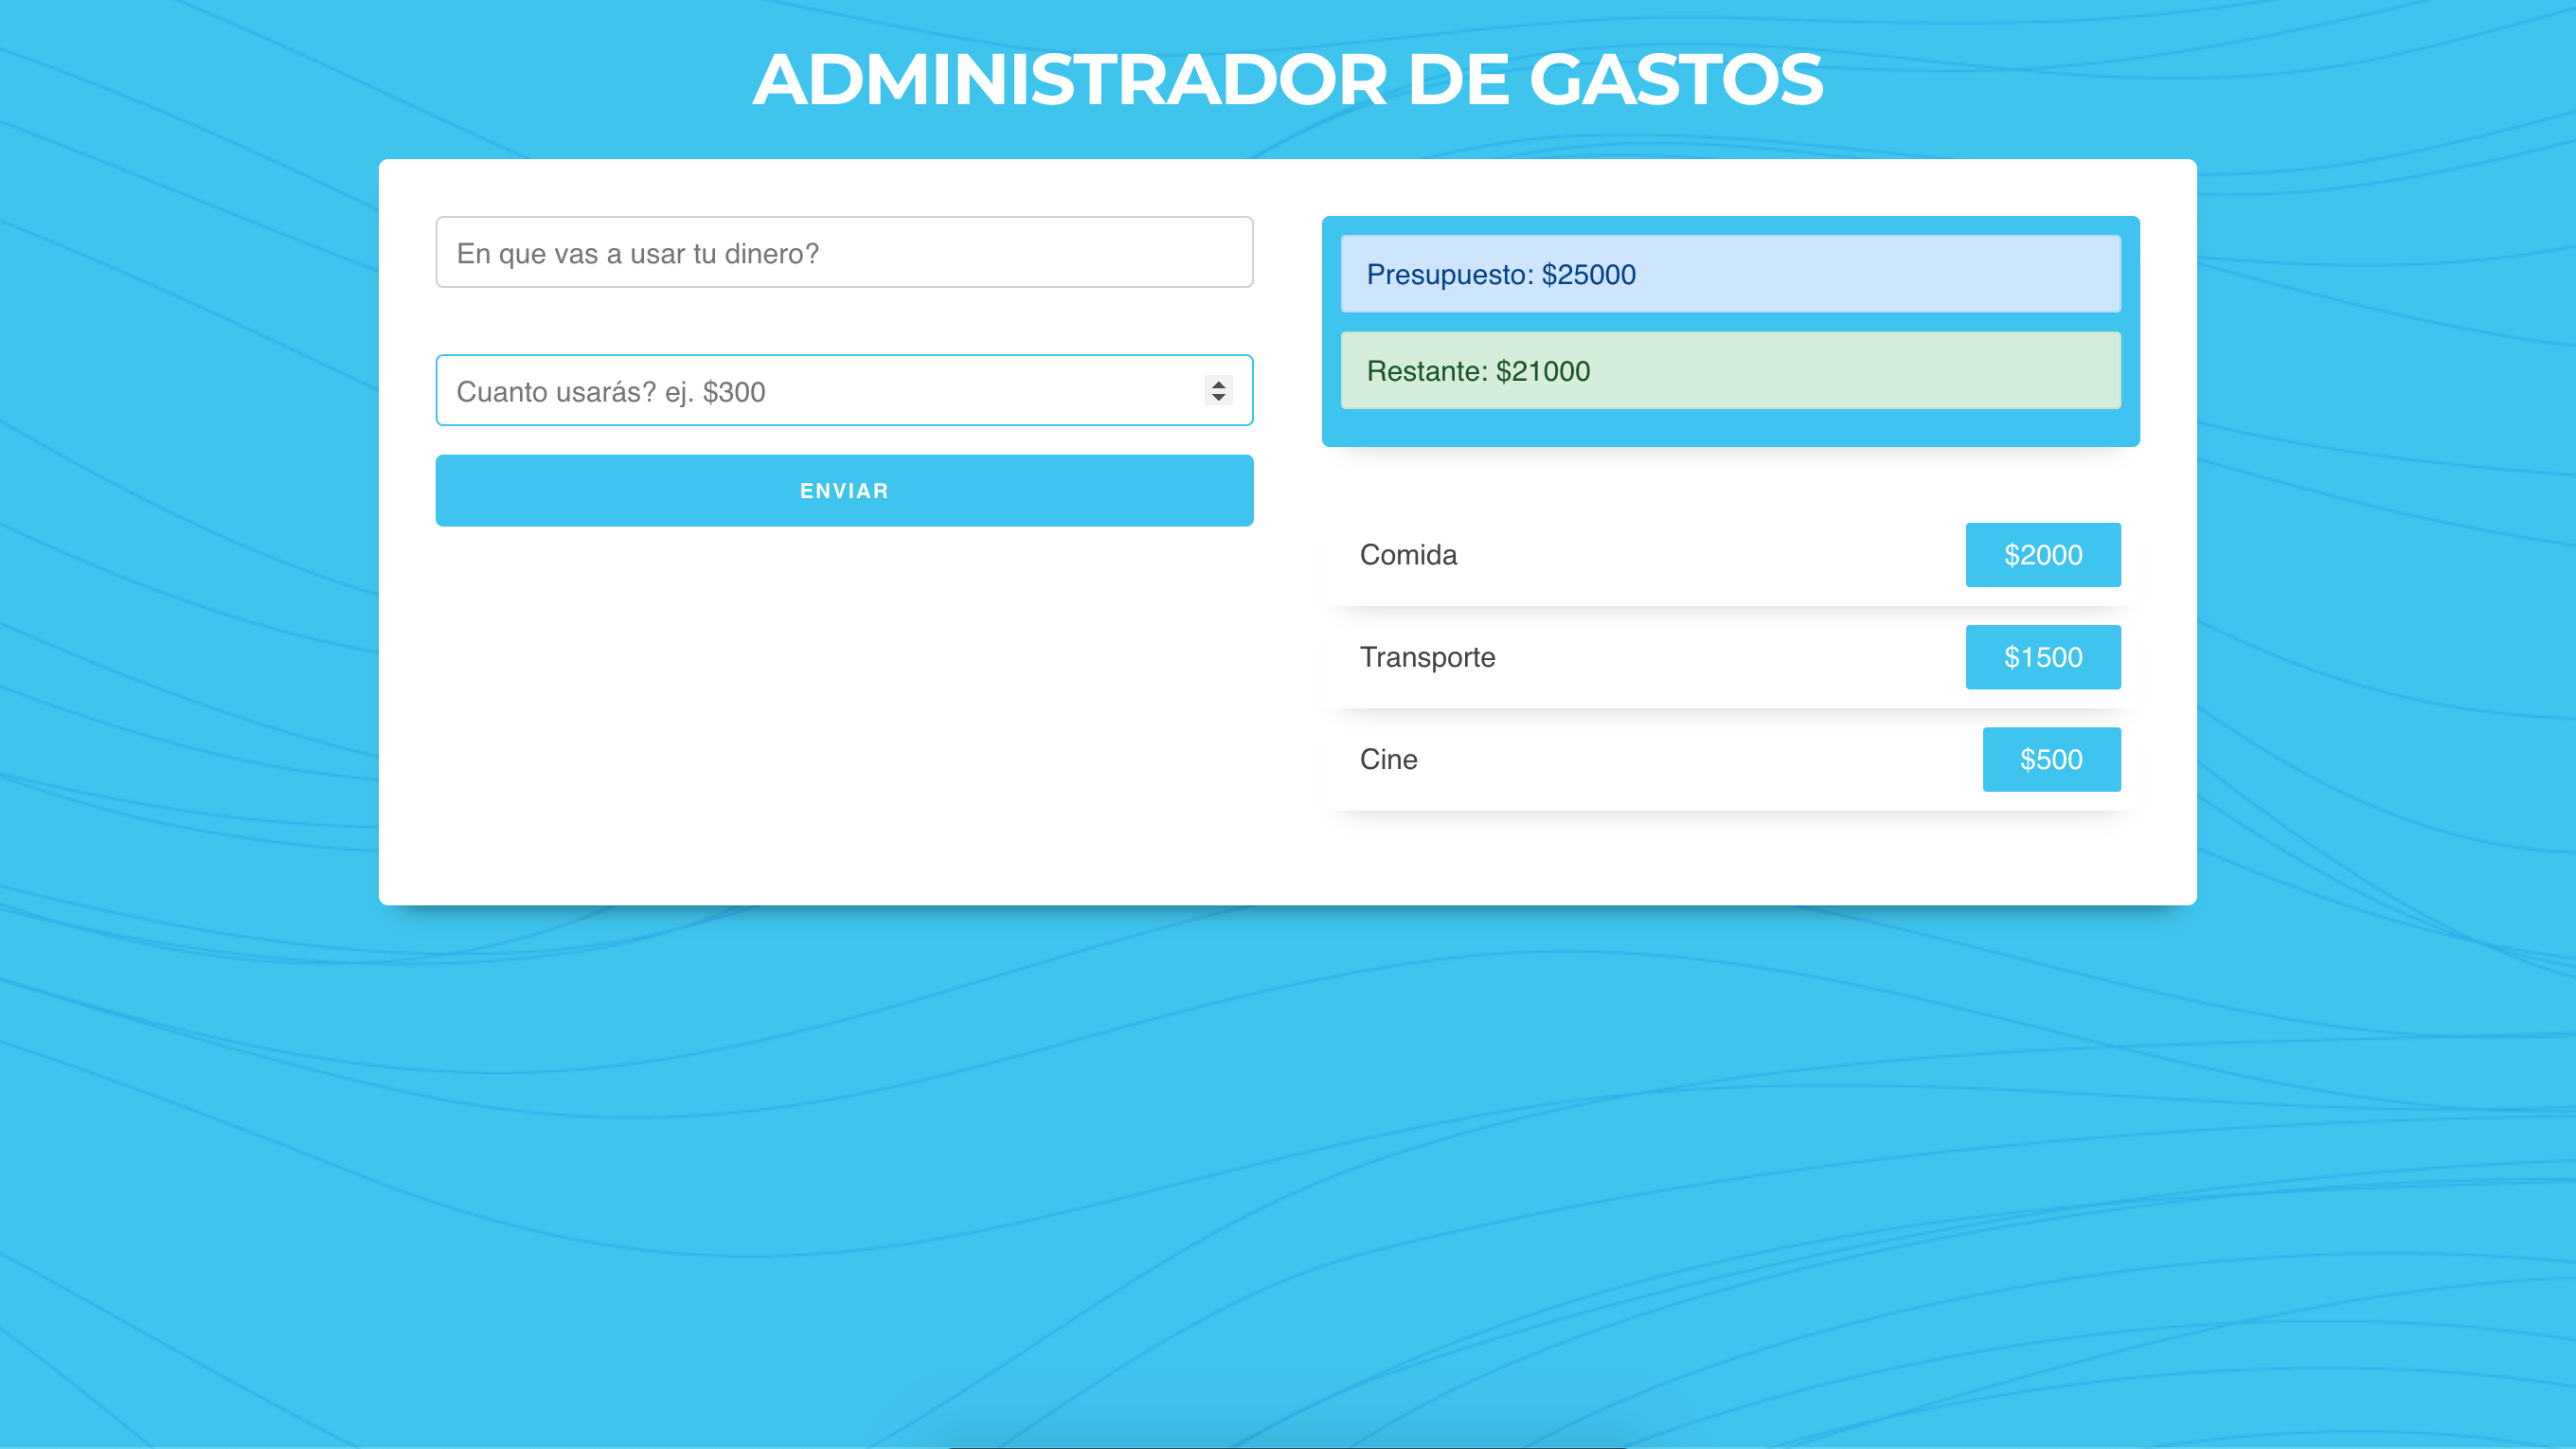 ADMINISTRADOR DE GASTOS
En que vas a usar tu dinero?
Cuanto usarás? ej. $300
ENVIAR
Presupuesto: $25000
Restante: $21000
Comida $2000
Transporte $1500
Cine $500